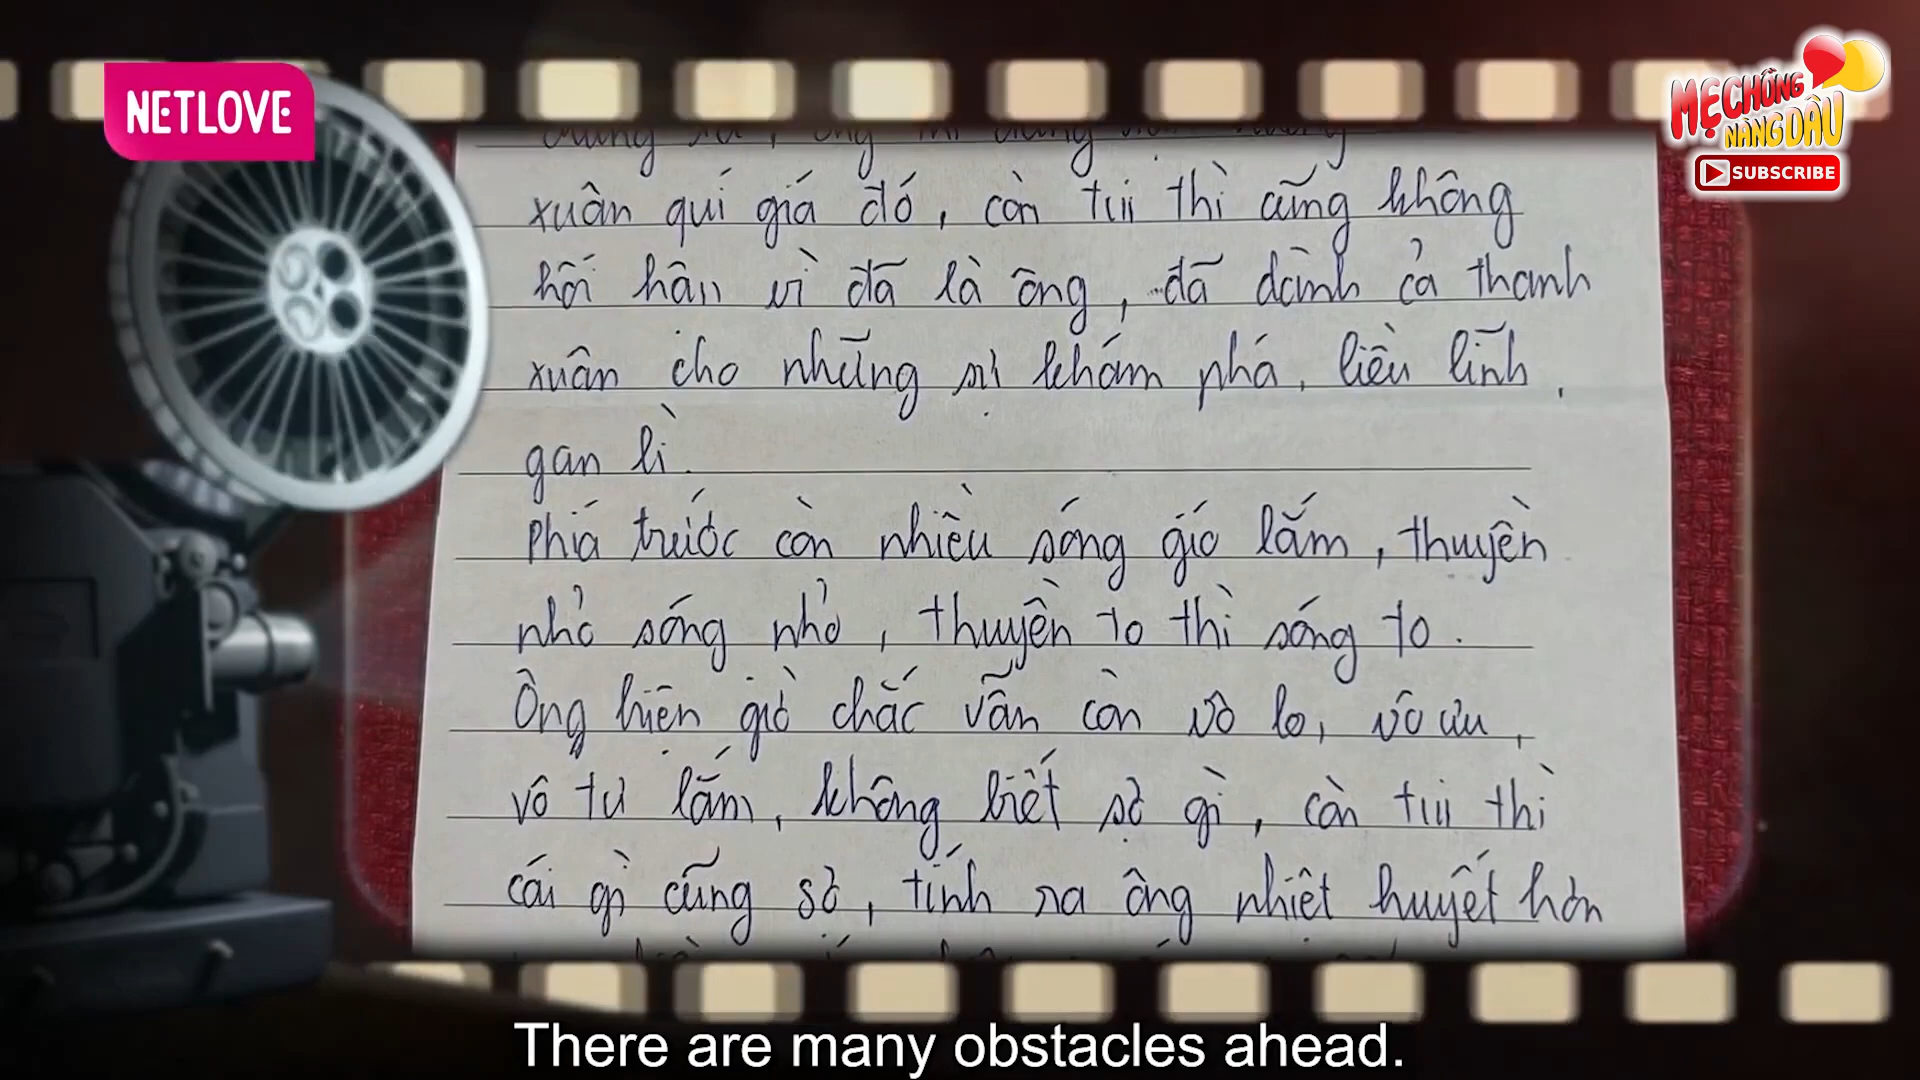 NETLOVE
MẸ CHỒNG
NÀNG DÂU
SUBSCRIBE
xuân quí giá đó, còn tui thì cũng không
hối hận vì đã là ông, đã dành cả thanh
xuân cho những sự khám phá, liều lĩnh,
gan lì.
Phía trước còn nhiều sóng gió lắm, thuyền
nhỏ sóng nhỏ, thuyền to thì sóng to.
Ông hiện giờ chắc vẫn còn vô lo, vô ưu,
vô tư lắm, không biết sợ gì, còn tui thì
cái gì cũng sợ, tính ra ông nhiệt huyết hơn
There are many obstacles ahead.